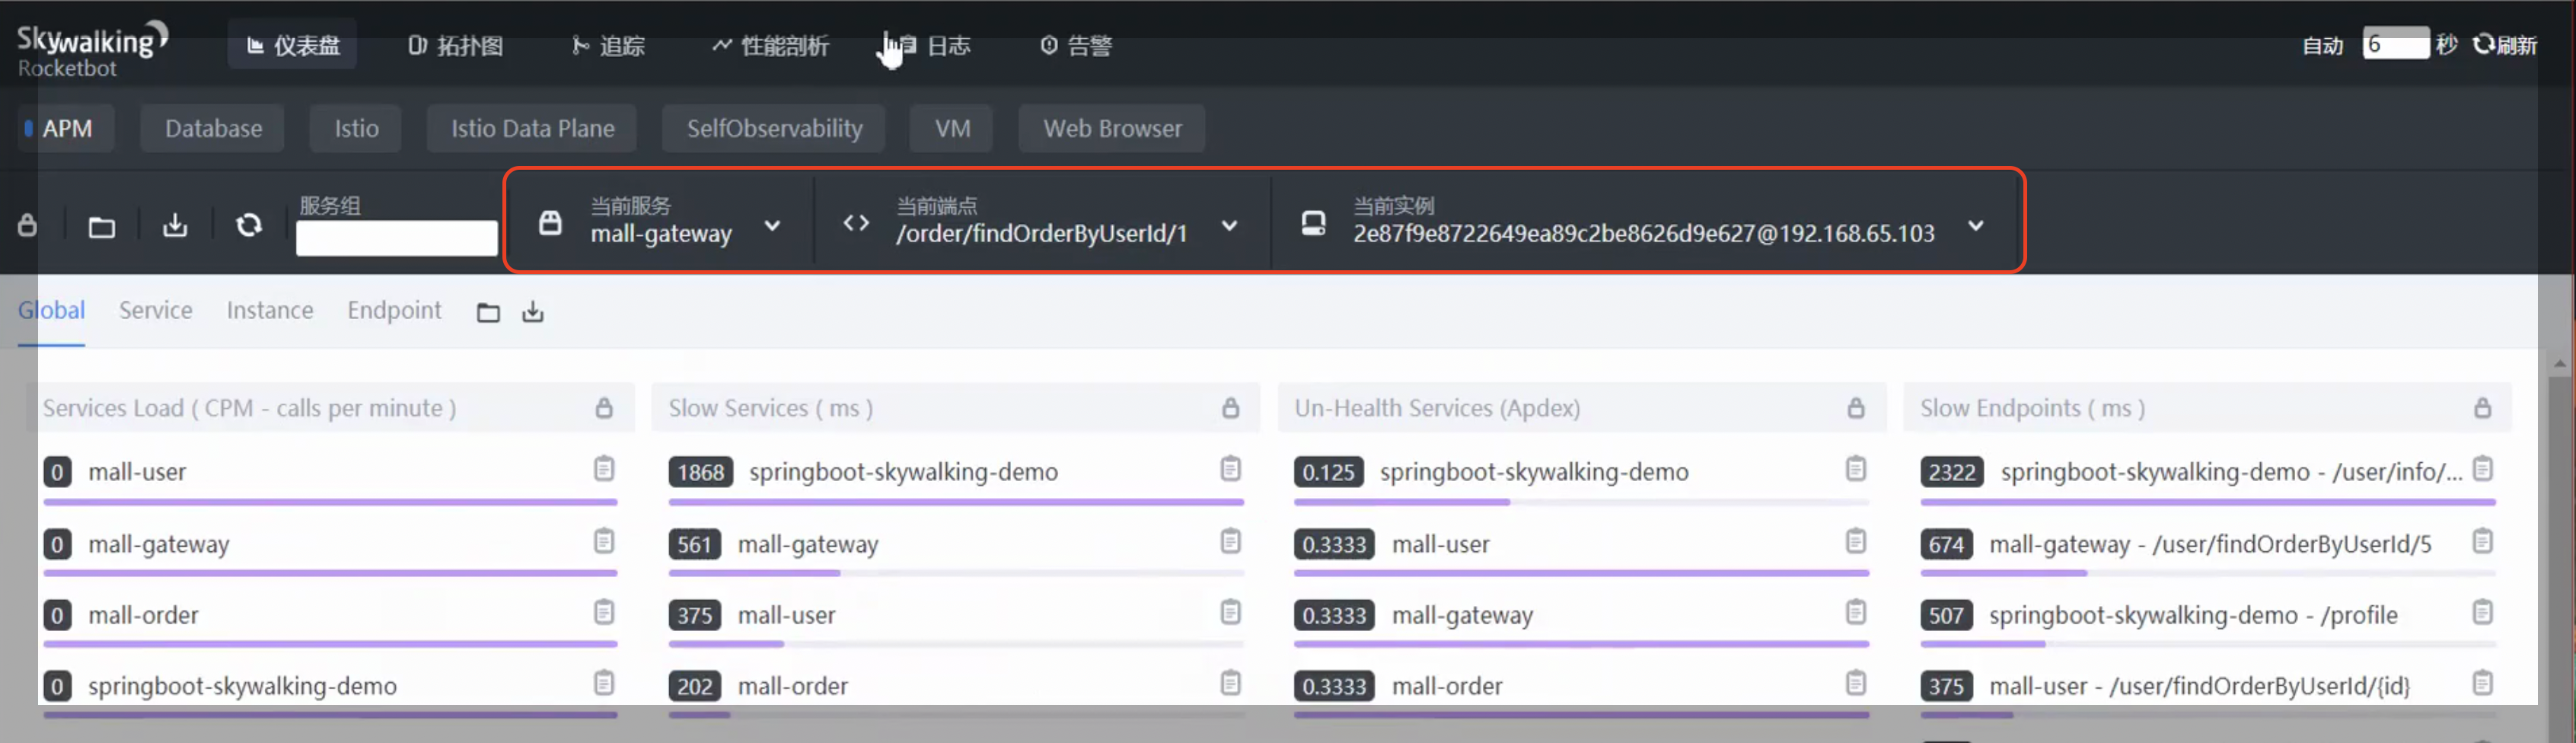 Skywalking
Rocketbot
仪表盘 拓扑图 追踪 性能剖析 日志 告警 自动 6 秒 刷新
APM Database Istio Istio Data Plane SelfObservability VM Web Browser
服务组 当前服务 当前端点 当前实例
mall-gateway /order/findOrderByUserId/1 2e87f9e8722649ea89c2be8626d9e627@192.168.65.103
Global Service Instance Endpoint
Services Load ( CPM - calls per minute ) Slow Services ( ms ) Un-Health Services (Apdex) Slow Endpoints ( ms )
0 mall-user 1868 springboot-skywalking-demo 0.125 springboot-skywalking-demo 2322 springboot-skywalking-demo - /user/info/...
0 mall-gateway 561 mall-gateway 0.3333 mall-user 674 mall-gateway - /user/findOrderByUserId/5
0 mall-order 375 mall-user 0.3333 mall-gateway 507 springboot-skywalking-demo - /profile
0 springboot-skywalking-demo 202 mall-order 0.3333 mall-order 375 mall-user - /user/findOrderByUserId/{id}